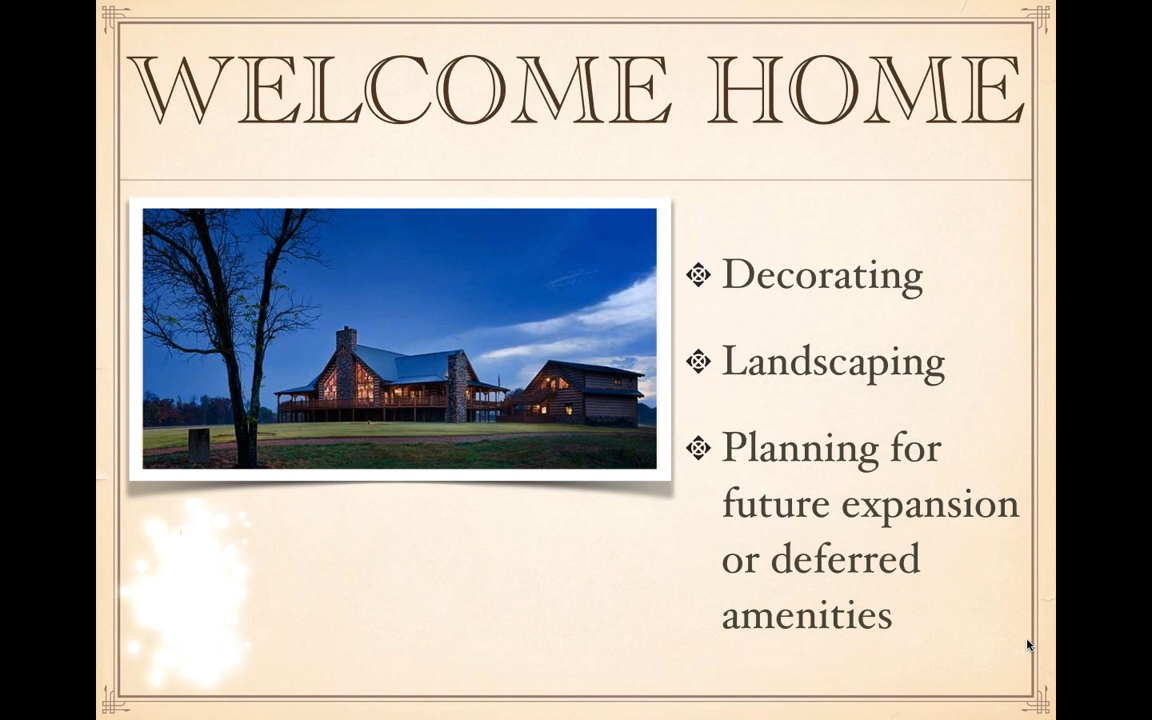 WELCOME HOME
Decorating
Landscaping
Planning for
future expansion
or deferred
amenities